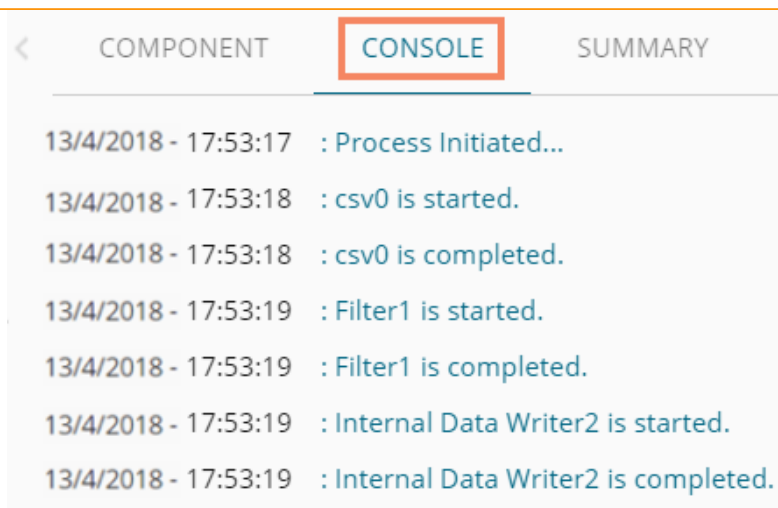 COMPONENT CONSOLE SUMMARY
13/4/2018 - 17:53:17 : Process Initiated...
13/4/2018 - 17:53:18 : csv0 is started.
13/4/2018 - 17:53:18 : csv0 is completed.
13/4/2018 - 17:53:19 : Filter1 is started.
13/4/2018 - 17:53:19 : Filter1 is completed.
13/4/2018 - 17:53:19 : Internal Data Writer2 is started.
13/4/2018 - 17:53:19 : Internal Data Writer2 is completed.